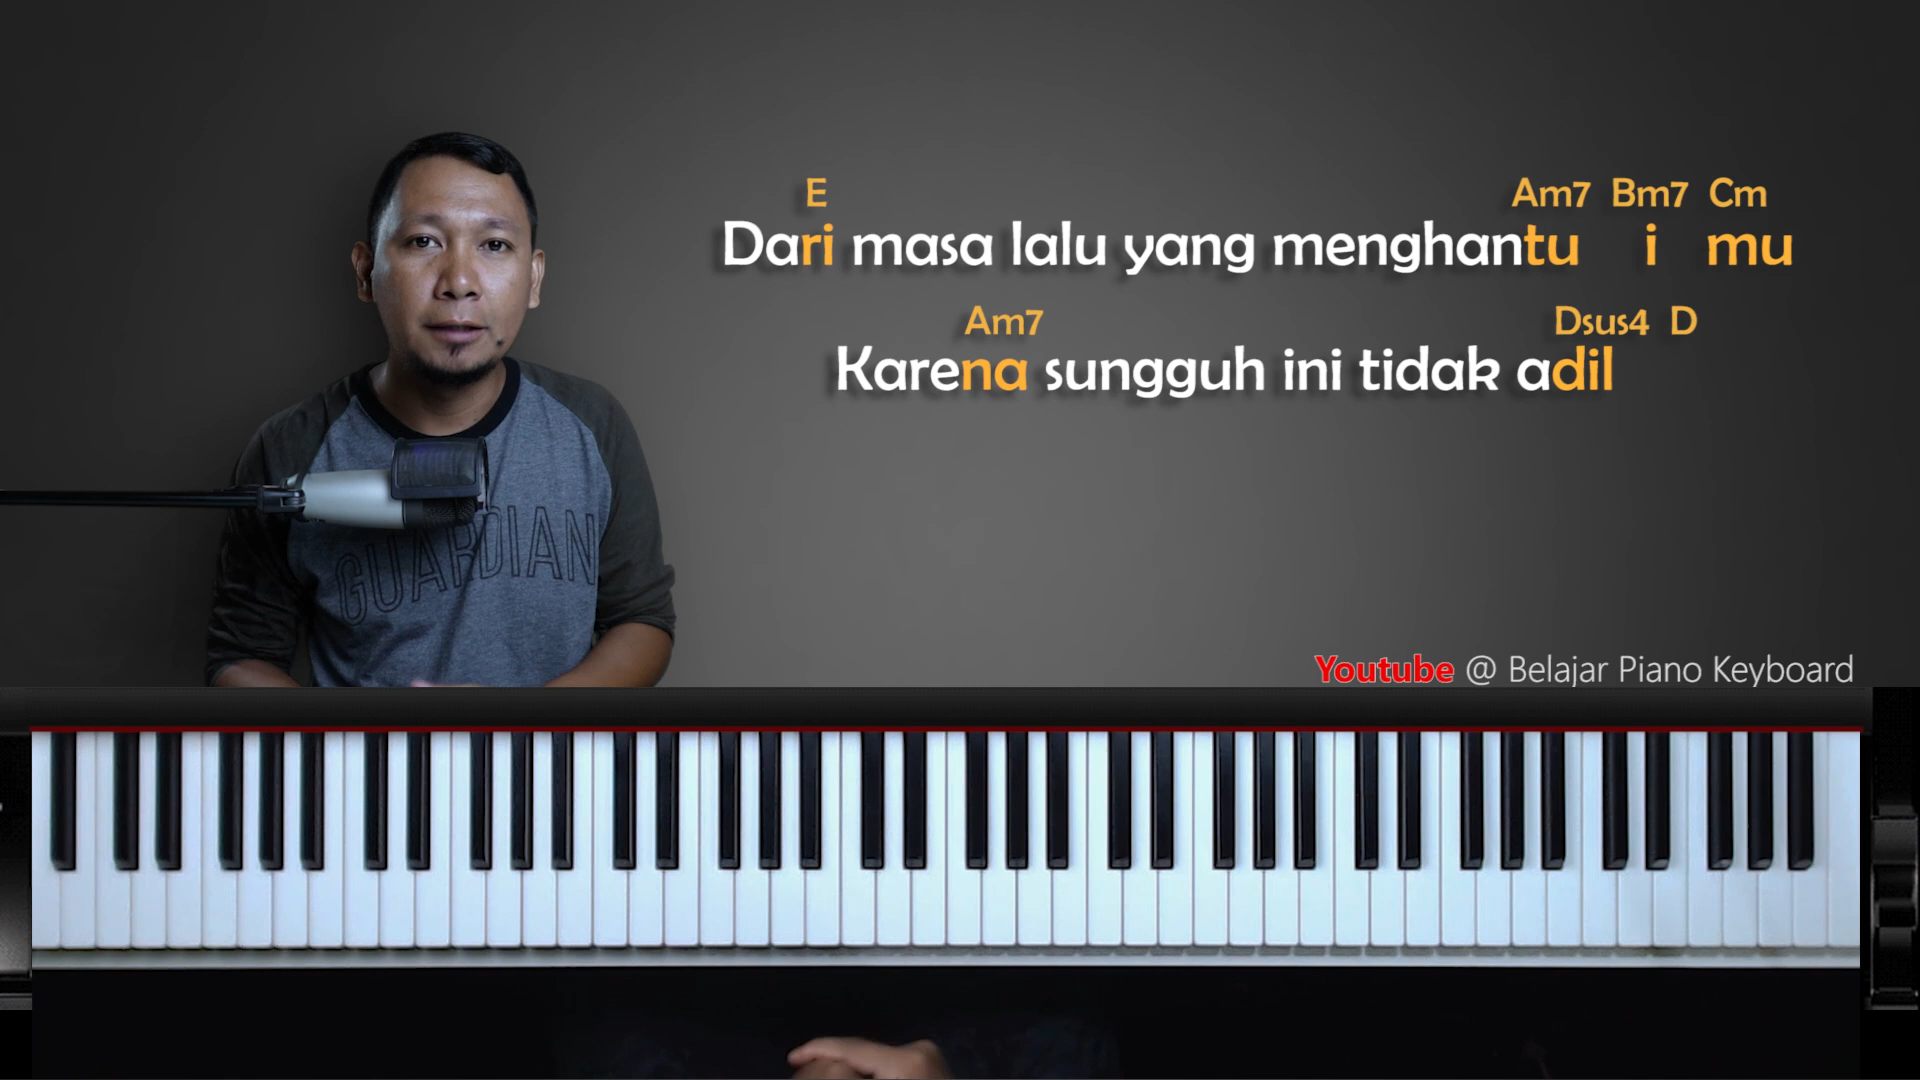 E Am7 Bm7 Cm
Dari masa lalu yang menghantu i mu
Am7 Dsus4 D
Karena sungguh ini tidak adil
GUARDIAN
Youtube @ Belajar Piano Keyboard